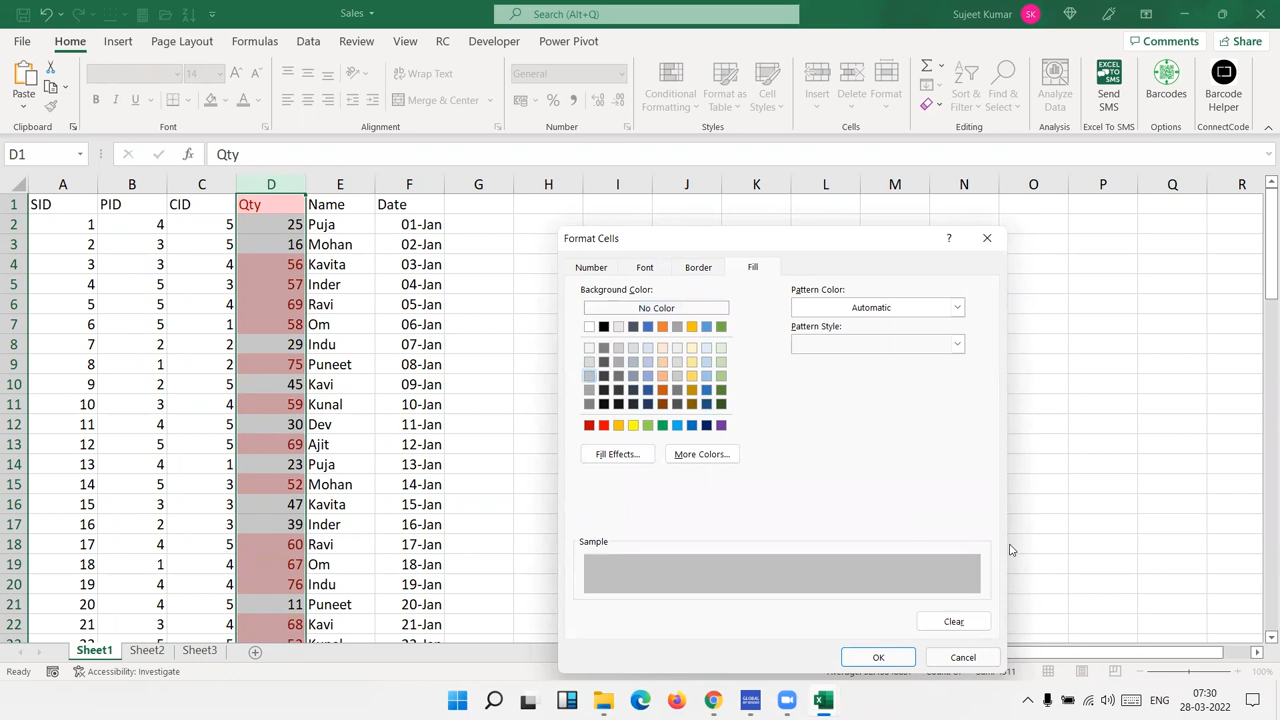 Sales
Search (Alt+Q)
Sujeet Kumar SK
File Home Insert Page Layout Formulas Data Review View RC Developer Power Pivot Comments Share
Paste
Wrap Text
Merge & Center
General
Conditional Formatting
Format as Table
Cell Styles
Insert Delete Format
Sort & Filter
Find & Select
Analyze Data
EXCEL TO SMS
Send SMS
Barcodes
Barcode Helper
Clipboard Font Alignment Number Styles Cells Editing Analysis Excel To SMS Options ConnectCode
D1 fx Qty
A B C D E F G H I J K L M N O P Q R
1 SID PID CID Qty Name Date
2 1 4 5 25 Puja 01-Jan
3 2 3 5 16 Mohan 02-Jan
4 3 3 4 56 Kavita 03-Jan
5 4 5 3 57 Inder 04-Jan
6 5 5 4 69 Ravi 05-Jan
7 6 5 1 58 Om 06-Jan
8 7 2 2 29 Indu 07-Jan
9 8 1 2 75 Puneet 08-Jan
10 9 2 5 45 Kavi 09-Jan
11 10 3 4 59 Kunal 10-Jan
12 11 4 5 30 Dev 11-Jan
13 12 5 5 69 Ajit 12-Jan
14 13 4 1 23 Puja 13-Jan
15 14 5 3 52 Mohan 14-Jan
16 15 3 3 47 Kavita 15-Jan
17 16 2 3 39 Inder 16-Jan
18 17 4 5 60 Ravi 17-Jan
19 18 1 4 67 Om 18-Jan
20 19 4 4 76 Indu 19-Jan
21 20 4 5 11 Puneet 20-Jan
22 21 3 4 68 Kavi 21-Jan
Format Cells ?
Number Font Border Fill
Background Color:
No Color
Pattern Color:
Automatic
Pattern Style:
Fill Effects... More Colors...
Sample
Clear
OK Cancel
Sheet1 Sheet2 Sheet3
Ready Accessibility: Investigate 100%
ENG
07:30
28-03-2022